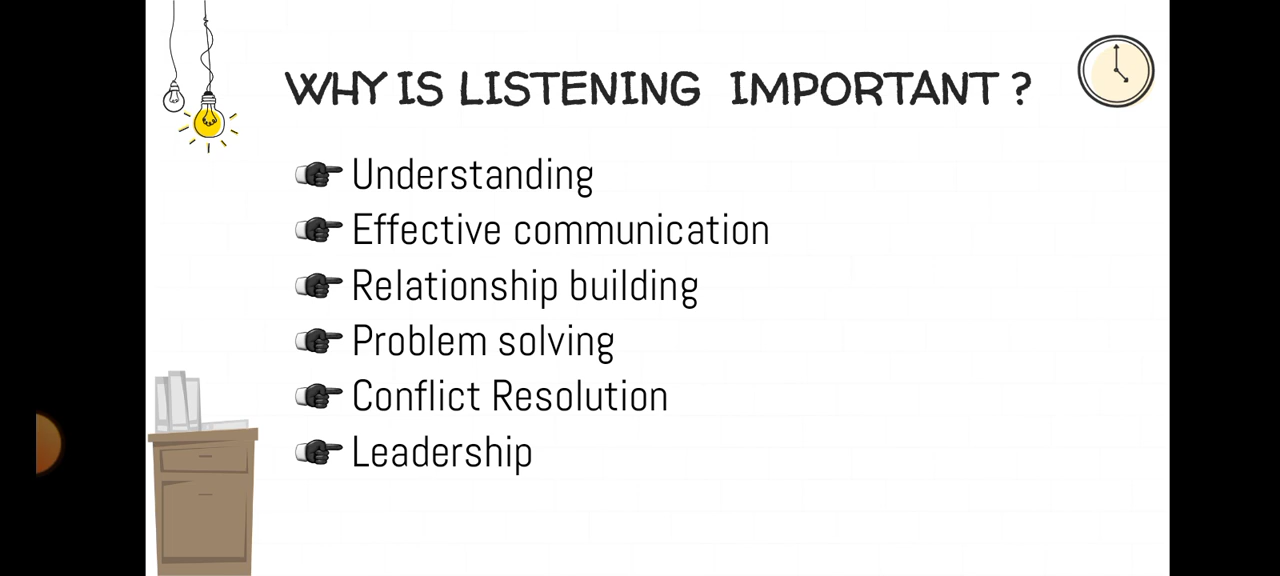 WHY IS LISTENING IMPORTANT ?
Understanding
Effective communication
Relationship building
Problem solving
Conflict Resolution
Leadership